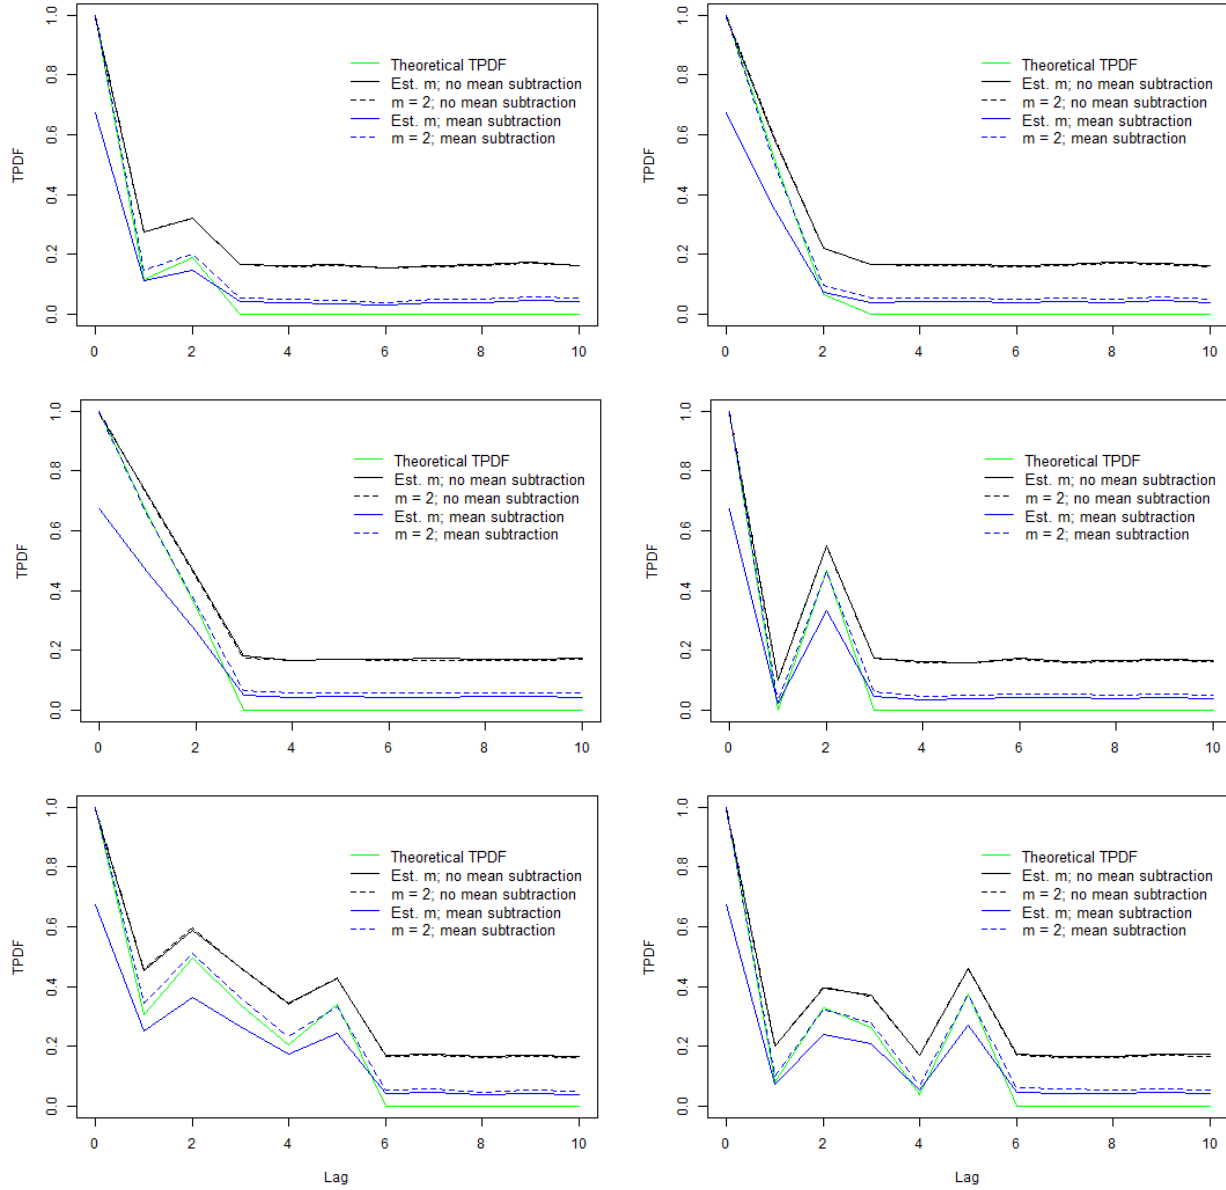 TPDF
1.0
0.8
0.6
0.4
0.2
0.0
Theoretical TPDF
Est. m; no mean subtraction
m = 2; no mean subtraction
Est. m; mean subtraction
m = 2; mean subtraction
0 2 4 6 8 10
TPDF
1.0
0.8
0.6
0.4
0.2
0.0
Theoretical TPDF
Est. m; no mean subtraction
m = 2; no mean subtraction
Est. m; mean subtraction
m = 2; mean subtraction
0 2 4 6 8 10
TPDF
1.0
0.8
0.6
0.4
0.2
0.0
Theoretical TPDF
Est. m; no mean subtraction
m = 2; no mean subtraction
Est. m; mean subtraction
m = 2; mean subtraction
0 2 4 6 8 10
TPDF
1.0
0.8
0.6
0.4
0.2
0.0
Theoretical TPDF
Est. m; no mean subtraction
m = 2; no mean subtraction
Est. m; mean subtraction
m = 2; mean subtraction
0 2 4 6 8 10
TPDF
1.0
0.8
0.6
0.4
0.2
0.0
Theoretical TPDF
Est. m; no mean subtraction
m = 2; no mean subtraction
Est. m; mean subtraction
m = 2; mean subtraction
0 2 4 6 8 10
Lag
TPDF
1.0
0.8
0.6
0.4
0.2
0.0
Theoretical TPDF
Est. m; no mean subtraction
m = 2; no mean subtraction
Est. m; mean subtraction
m = 2; mean subtraction
0 2 4 6 8 10
Lag